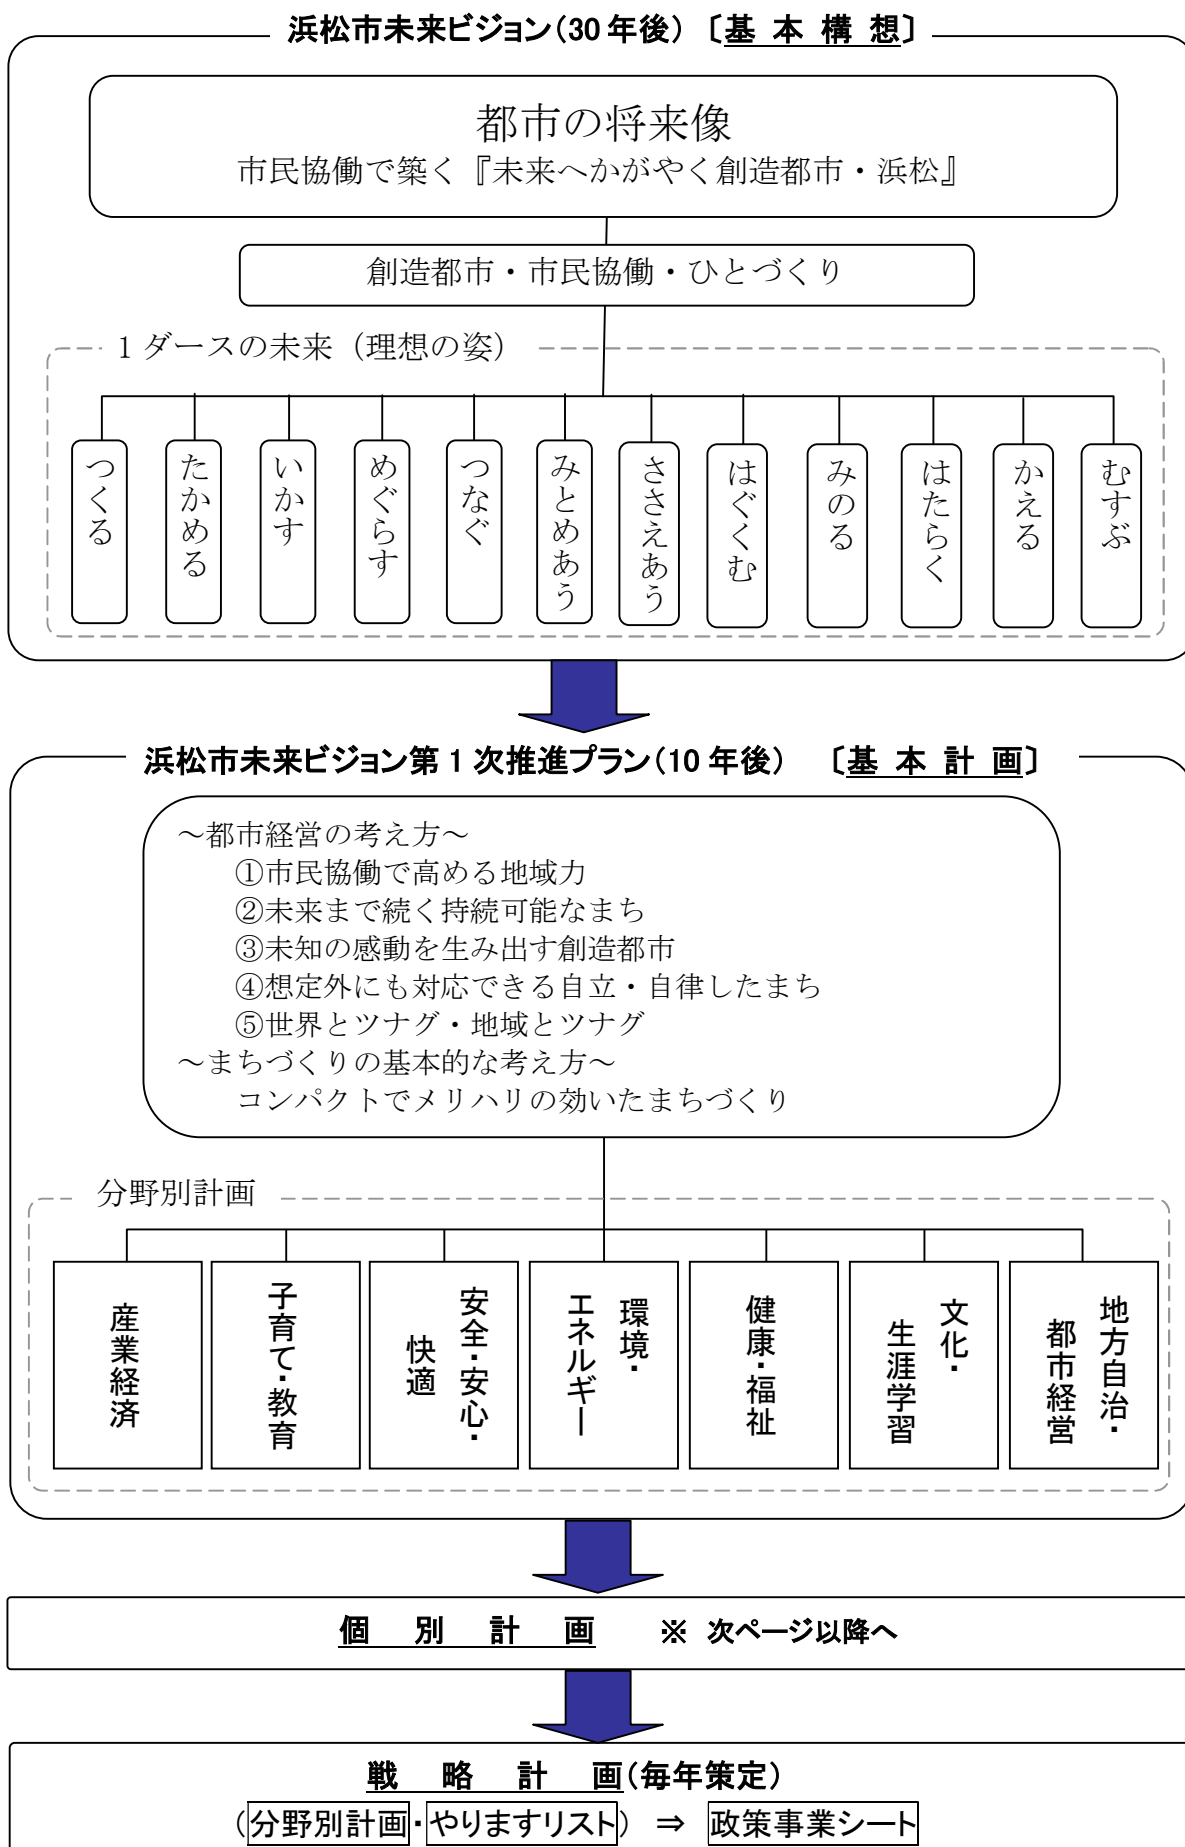 浜松市未来ビジョン(30年後)〔基 本 構 想〕
都市の将来像
市民協働で築く『未来へかがやく創造都市・浜松』
創造都市・市民協働・ひとづくり
1ダースの未来（理想の姿）
つくる
たかめる
いかす
めぐらす
つなぐ
みとめあう
ささえあう
はぐくむ
みのる
はたらく
かえる
むすぶ
浜松市未来ビジョン第1次推進プラン(10年後) 〔基 本 計 画〕
～都市経営の考え方～
①市民協働で高める地域力
②未来まで続く持続可能なまち
③未知の感動を生み出す創造都市
④想定外にも対応できる自立・自律したまち
⑤世界とツナグ・地域とツナグ
～まちづくりの基本的な考え方～
コンパクトでメリハリの効いたまちづくり
分野別計画
産業経済
子育て・教育
安全・安心・
快適
環境・
エネルギー
健康・福祉
文化・
生涯学習
地方自治・
都市経営
個 別 計 画 ※ 次ページ以降へ
戦 略 計 画(毎年策定)
(分野別計画・やりますリスト) ⇒ 政策事業シート